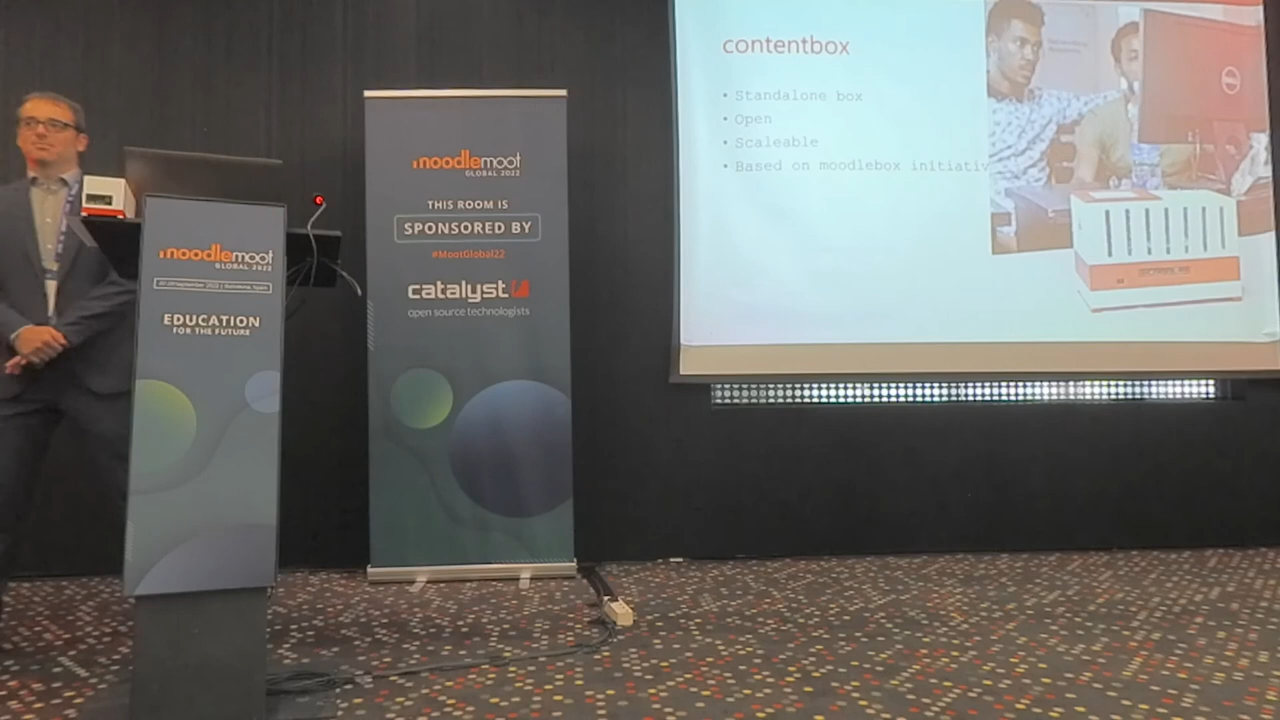 moodlemoot
GLOBAL 2022
EDUCATION
FOR THE FUTURE
moodlemoot
GLOBAL 2022
THIS ROOM IS
SPONSORED BY
#MootGlobal22
catalyst
open source technologists
contentbox
• Standalone box
• Open
• Scaleable
• Based on moodlebox initiativ
DELL